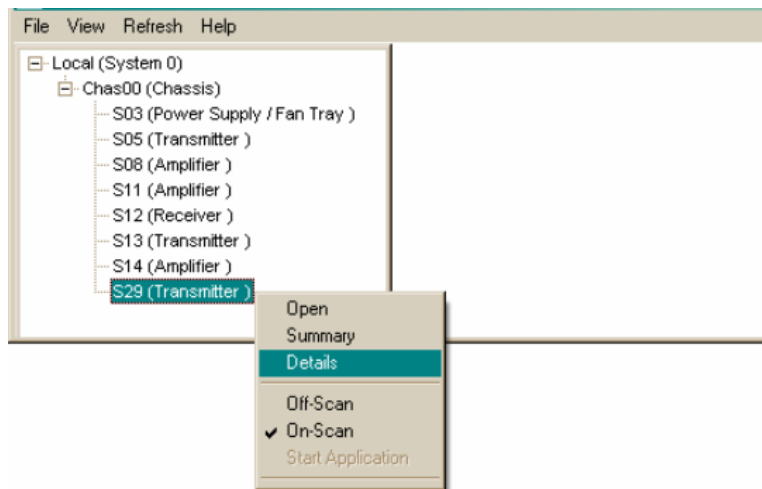 File View Refresh Help
Local (System 0)
Chas00 (Chassis)
S03 (Power Supply / Fan Tray )
S05 (Transmitter )
S08 (Amplifier )
S11 (Amplifier )
S12 (Receiver )
S13 (Transmitter )
S14 (Amplifier )
S29 (Transmitter )
Open
Summary
Details
Off-Scan
On-Scan
Start Application